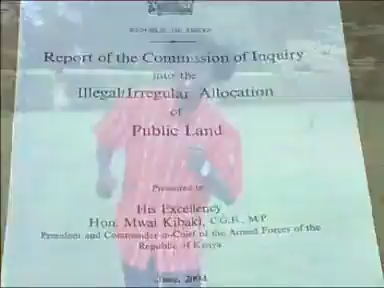 REPUBLIC OF KENYA
Report of the Commission of Inquiry
into the
Illegal/Irregular Allocation
of
Public Land
Presented to
His Excellency
Hon. Mwai Kibaki, C.G.H., M.P.
President and Commander-in-Chief of the Armed Forces of the
Republic of Kenya
June, 2004